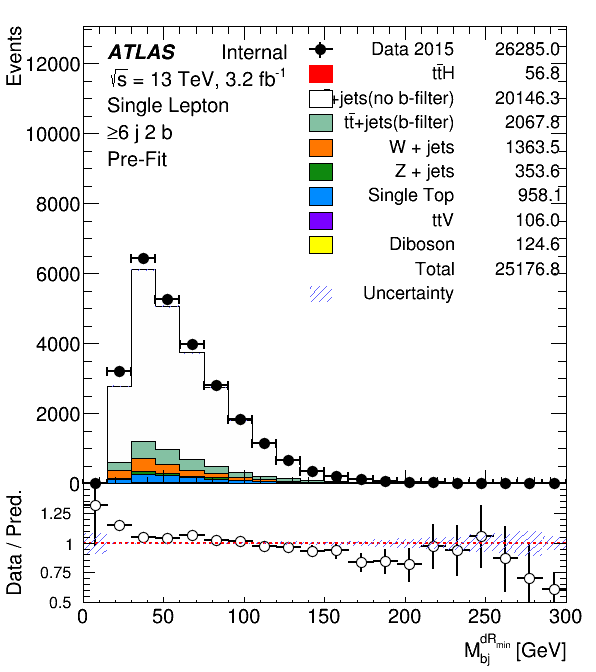 Events
ATLAS Internal
√s = 13 TeV, 3.2 fb⁻¹
Single Lepton
≥6 j 2 b
Pre-Fit
Data 2015 26285.0
tt̄H 56.8
+jets(no b-filter) 20146.3
tt̄+jets(b-filter) 2067.8
W + jets 1363.5
Z + jets 353.6
Single Top 958.1
ttV 106.0
Diboson 124.6
Total 25176.8
Uncertainty
12000
10000
8000
6000
4000
2000
0
Data / Pred.
1.25
1
0.75
0.5
0 50 100 150 200 250 300
M_bj^dR_min [GeV]